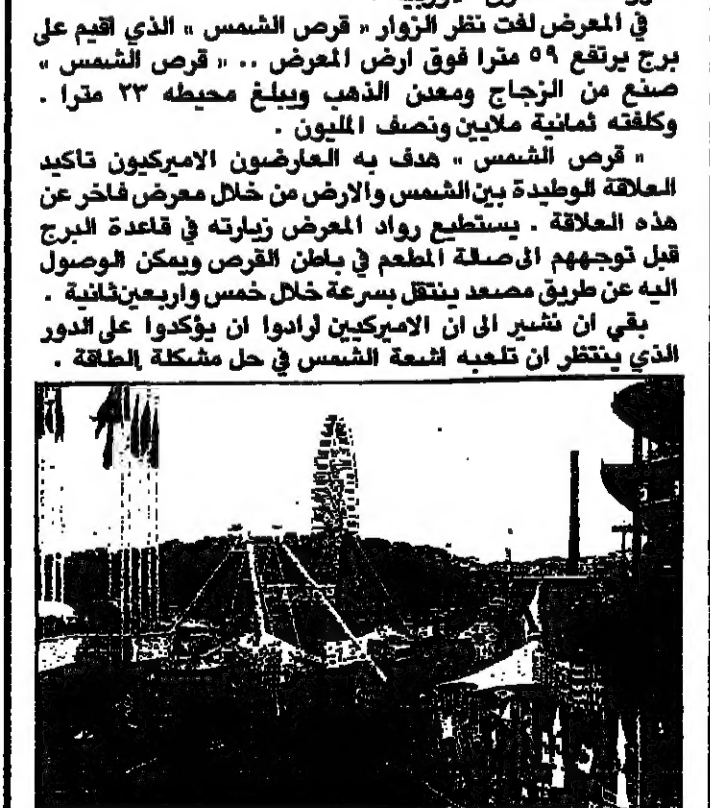 في المعرض لفت نظر الزوار « قرص الشمس » الذي اقيم على
برج يرتفع ٥٩ مترا فوق ارض المعرض .. « قرص الشمس »
صنع من الزجاج ومعدن الذهب ويبلغ محيطه ٢٣ مترا .
وكلفته ثمانية ملايين ونصف المليون .
« قرص الشمس » هدف به العارضون الاميركيون تاكيد
العلاقة الوطيدة بين الشمس والارض من خلال معرض فاخر عن
هذه العلاقة . يستطيع رواد المعرض زيارته في قاعدة البرج
قبل توجههم الى صالة المطعم في باطن القرص ويمكن الوصول
اليه عن طريق مصعد ينتقل بسرعة خلال خمس واربعين ثانية .
بقي ان نشير الى ان الاميركيين ارادوا ان يؤكدوا على الدور
الذي ينتظر ان تلعبه اشعة الشمس في حل مشكلة الطاقة .